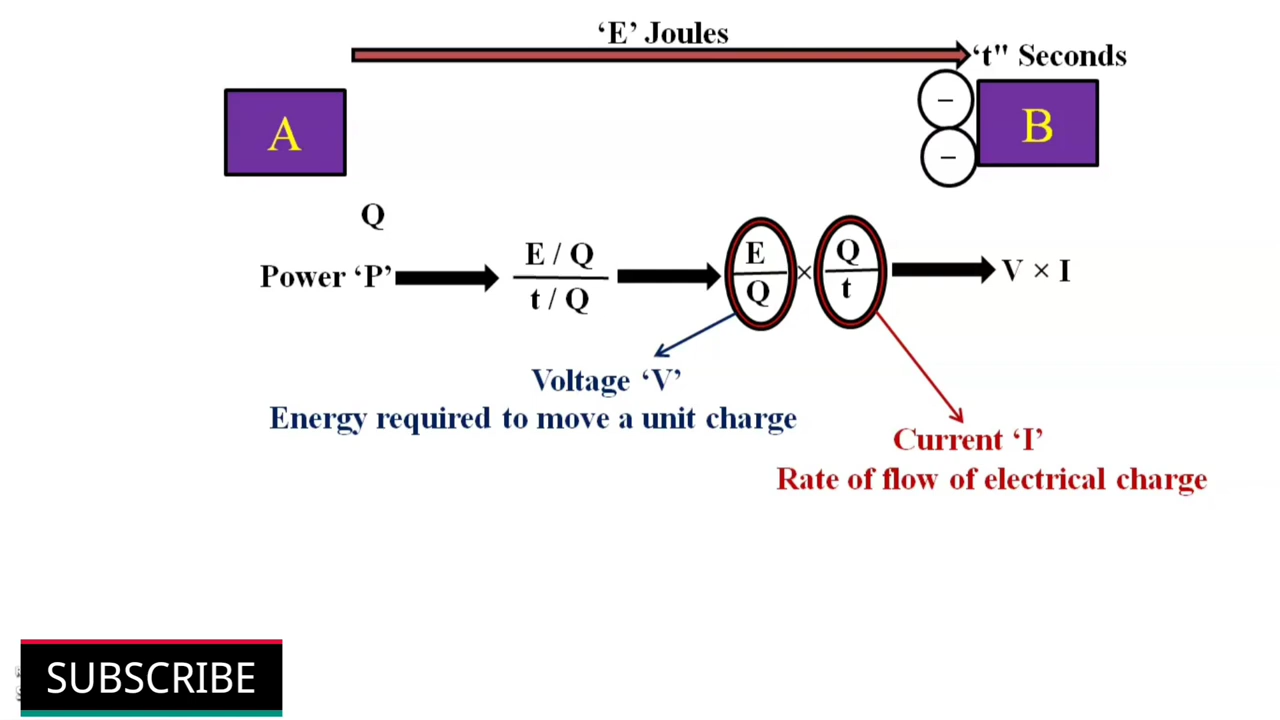 ‘E’ Joules
‘t" Seconds
A
B
–
–
Q
Power ‘P’
E / Q
t / Q
E
Q
×
Q
t
V × I
Voltage ‘V’
Energy required to move a unit charge
Current ‘I’
Rate of flow of electrical charge
SUBSCRIBE